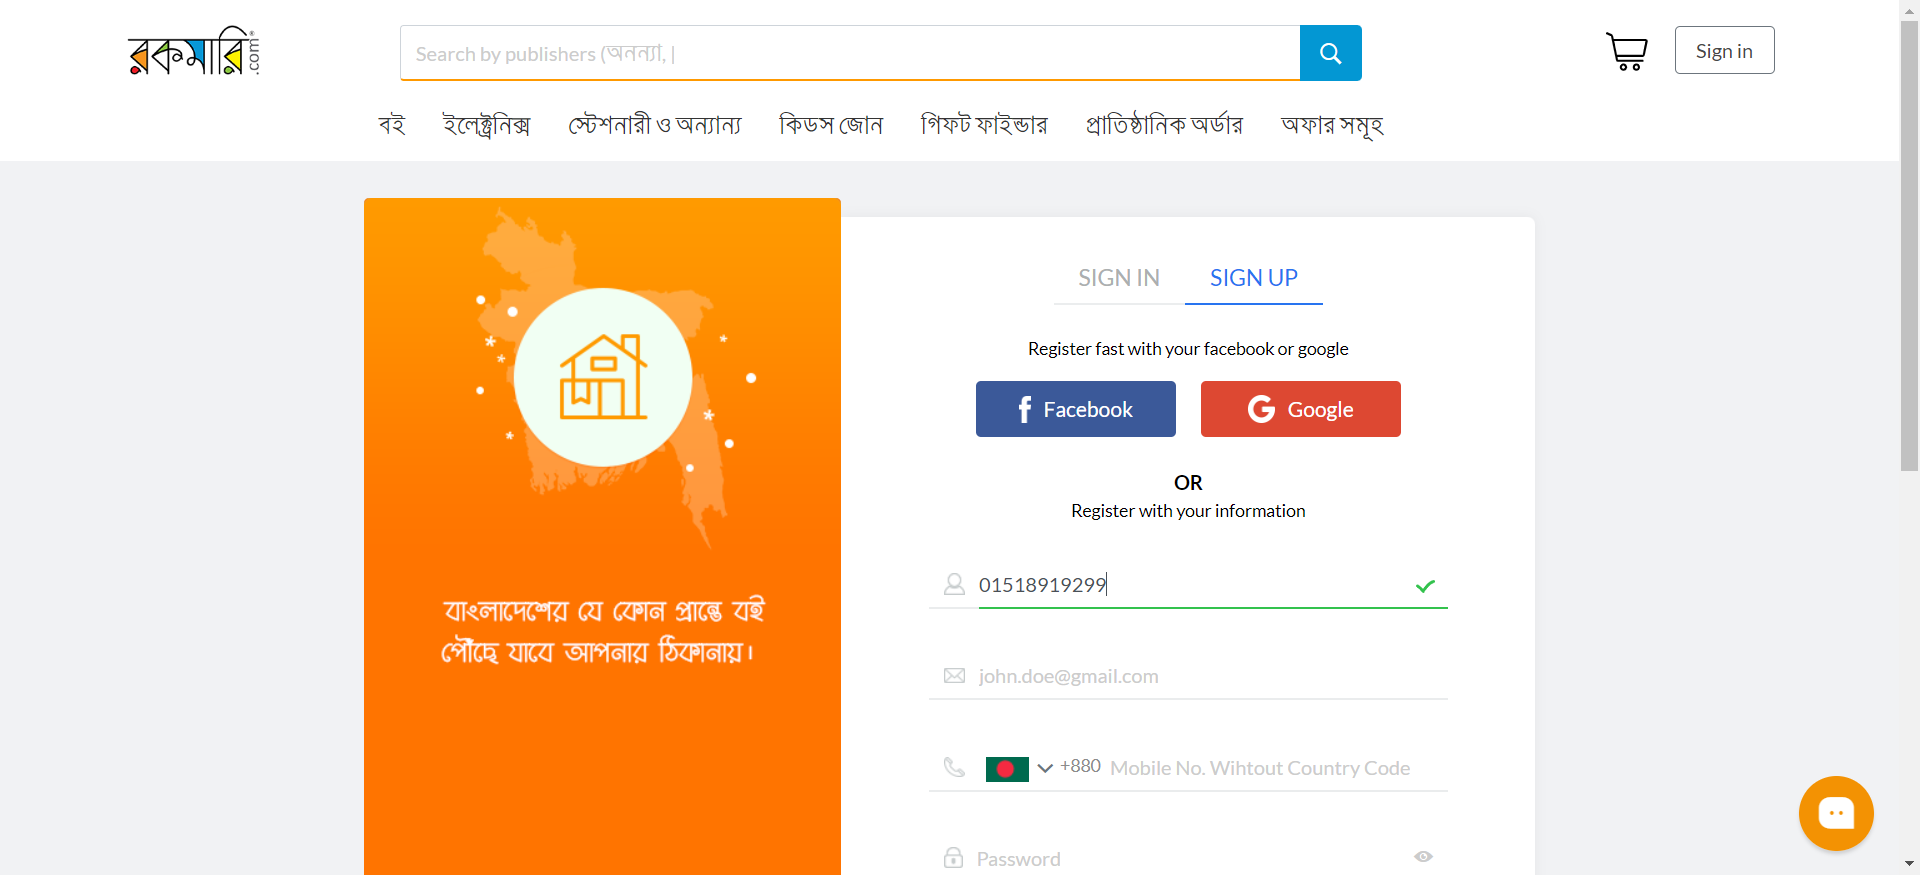 রকমারি.com
Search by publishers (অনন্যা, |
Sign in
বই
ইলেক্ট্রনিক্স
স্টেশনারী ও অন্যান্য
কিডস জোন
গিফট ফাইন্ডার
প্রাতিষ্ঠানিক অর্ডার
অফার সমূহ
বাংলাদেশের যে কোন প্রান্তে বই
পৌঁছে যাবে আপনার ঠিকানায়।
SIGN IN
SIGN UP
Register fast with your facebook or google
Facebook
Google
OR
Register with your information
01518919299
john.doe@gmail.com
+880 Mobile No. Wihtout Country Code
Password